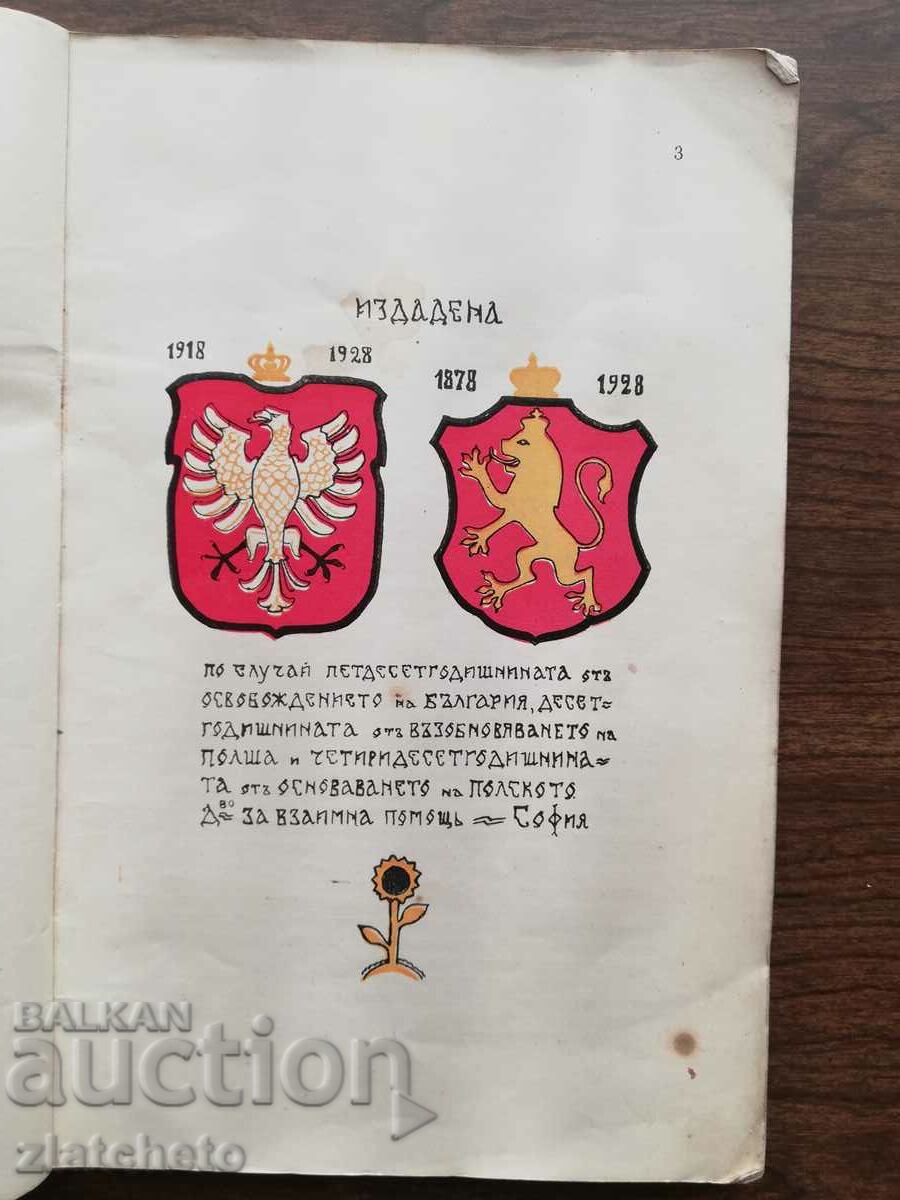 3
ИЗДАДЕНА
1918 1928
1878 1928
ПО СЛУЧАЙ ПЕТДЕСЕТГОДИШНИНАТА отъ
ОСВОБОЖДЕНИЕТО на БЪЛГАРИЯ, ДЕСЕТ=
ГОДИШНИНАТА отъ ВЪЗОБНОВЯВАНЕТО на
ПОЛША и ЧЕТИРИДЕСЕТГОДИШНИНА=
ТА отъ ОСНОВАВАНЕТО на ПОЛСКОТО
Д=во ЗА ВЗАИМНА ПОМОЩЬ = СОФИЯ
BALKAN
auction
zlatcheto